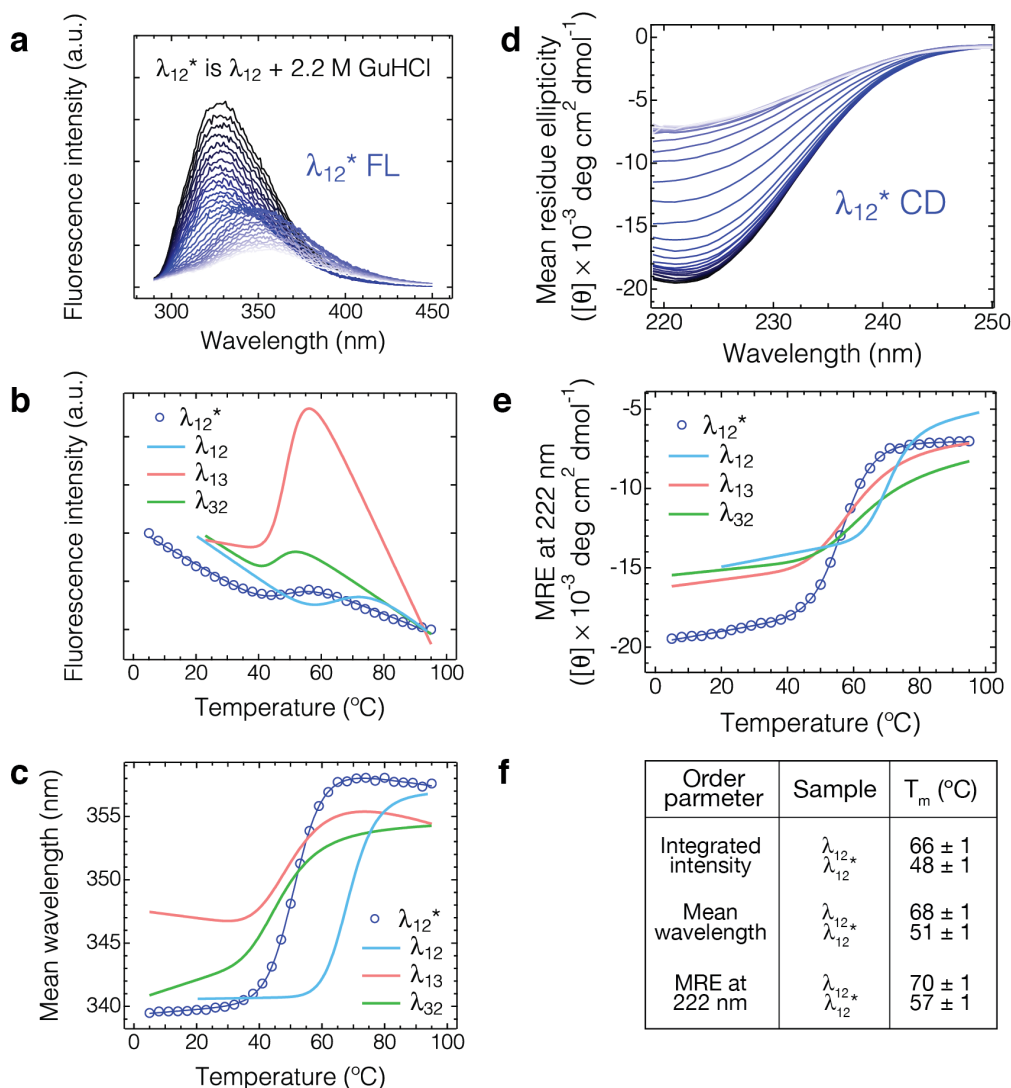 a
λ12* is λ12 + 2.2 M GuHCl
λ12* FL
Fluorescence intensity (a.u.)
300 350 400 450
Wavelength (nm)
d
0
-5
-10
-15
-20
λ12* CD
Mean residue ellipticity
([θ] × 10-3 deg cm2 dmol-1)
220 230 240 250
Wavelength (nm)
b
λ12*
λ12
λ13
λ32
Fluorescence intensity (a.u.)
0 20 40 60 80 100
Temperature (ºC)
e
-5
-10
-15
-20
λ12*
λ12
λ13
λ32
MRE at 222 nm
([θ] × 10-3 deg cm2 dmol-1)
0 20 40 60 80 100
Temperature (ºC)
c
355
350
345
340
λ12*
λ12
λ13
λ32
Mean wavelength (nm)
0 20 40 60 80 100
Temperature (ºC)
f
Order parmeter Sample Tm (ºC)
Integrated intensity λ12 66 ± 1
λ12* 48 ± 1
Mean wavelength λ12 68 ± 1
λ12* 51 ± 1
MRE at 222 nm λ12 70 ± 1
λ12* 57 ± 1